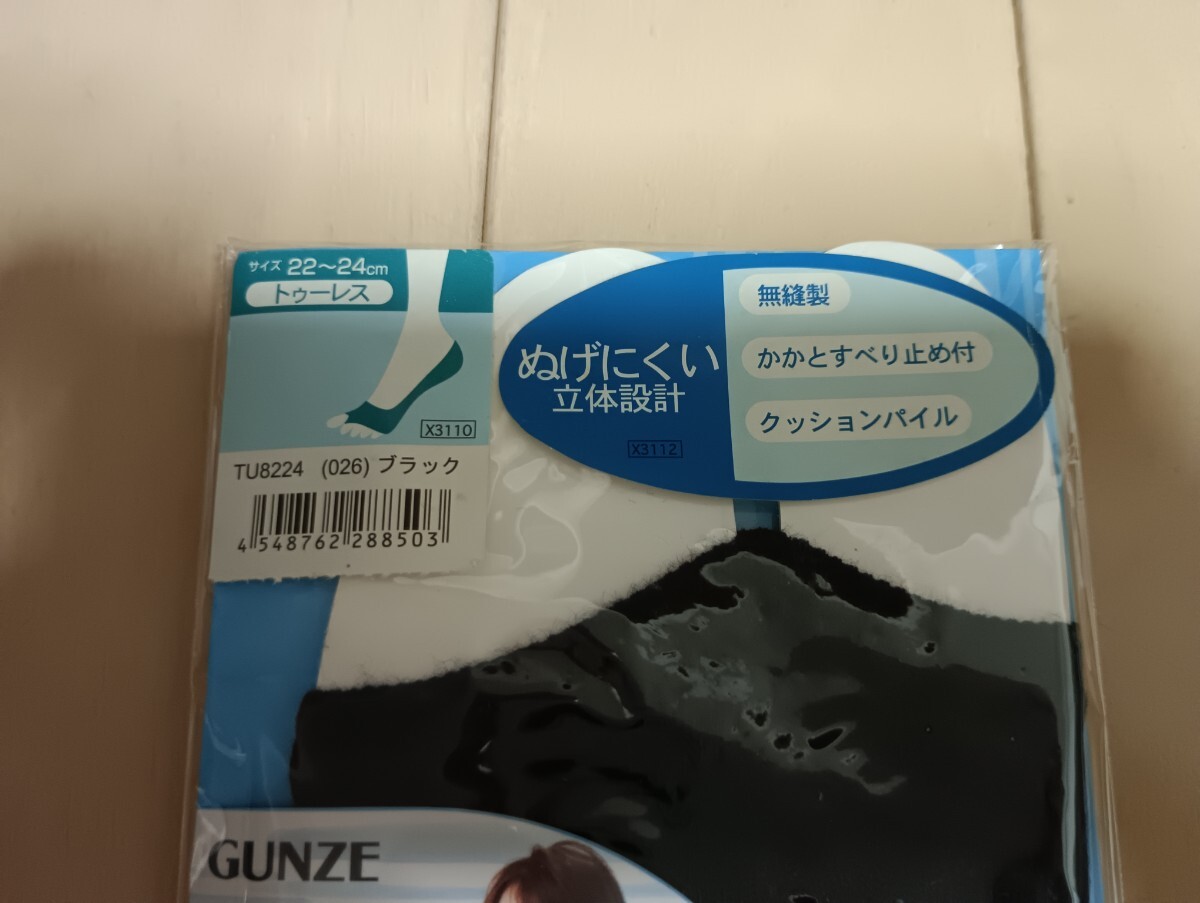 サイズ 22～24cm
トゥーレス
X3110
TU8224 (026) ブラック
4 548762 288503
ぬげにくい
立体設計
X3112
無縫製
かかとすべり止め付
クッションパイル
GUNZE